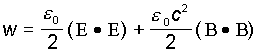 w = ε₀/2 (E • E) + ε₀c²/2 (B • B)